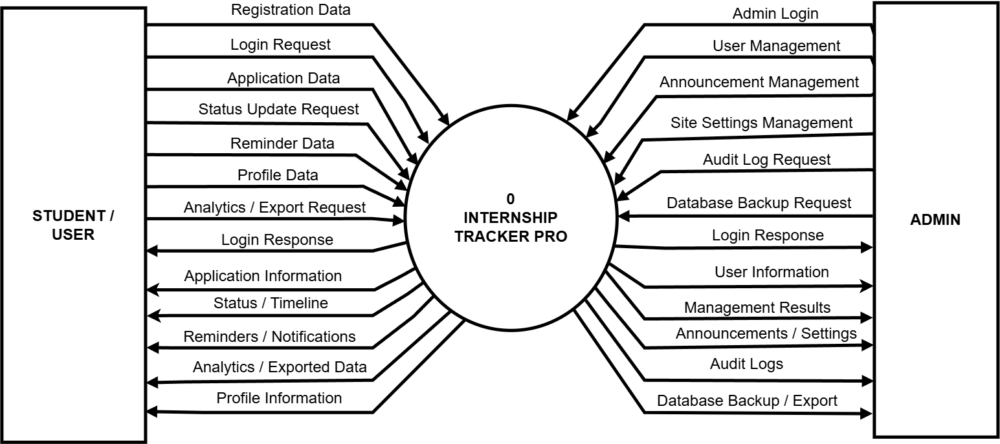 Registration Data
Login Request
Application Data
Status Update Request
Reminder Data
Profile Data
Analytics / Export Request
Login Response
Application Information
Status / Timeline
Reminders / Notifications
Analytics / Exported Data
Profile Information
STUDENT /
USER
0
INTERNSHIP
TRACKER PRO
Admin Login
User Management
Announcement Management
Site Settings Management
Audit Log Request
Database Backup Request
Login Response
User Information
Management Results
Announcements / Settings
Audit Logs
Database Backup / Export
ADMIN